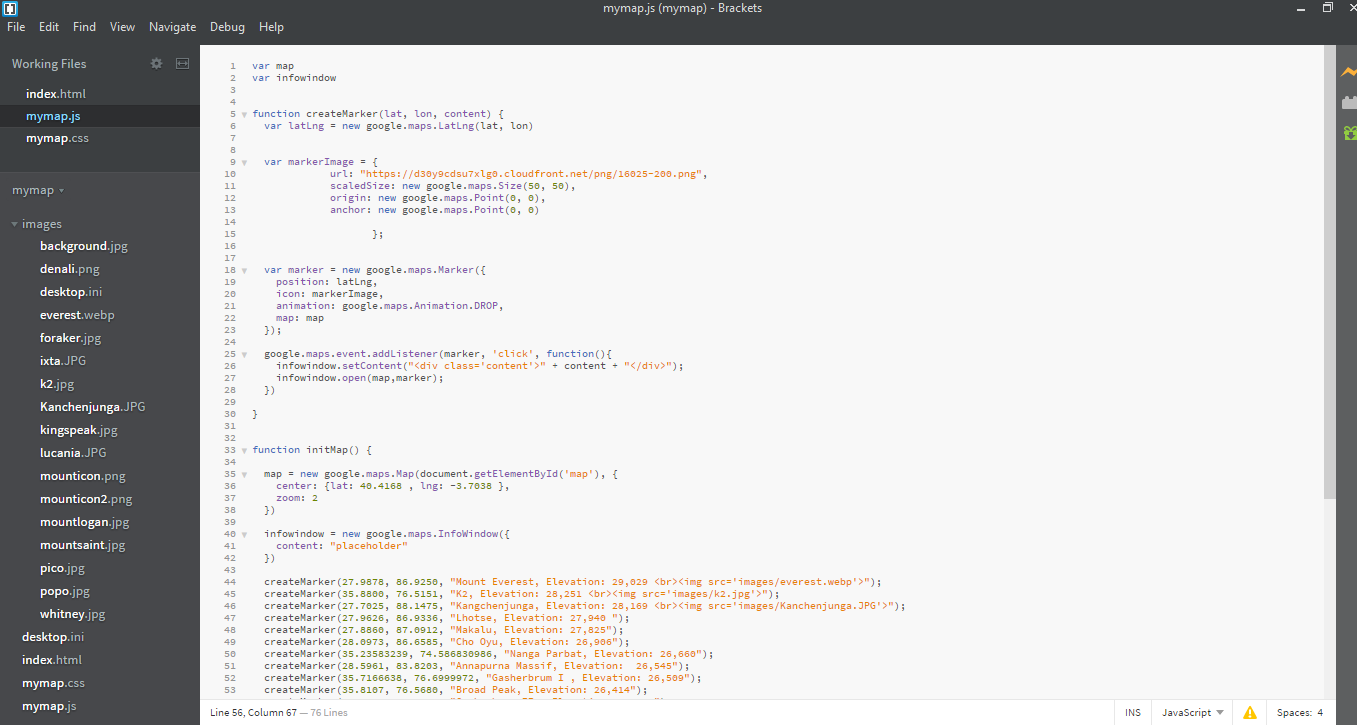 mymap.js (mymap) - Brackets
File Edit Find View Navigate Debug Help
Working Files
index.html
mymap.js
mymap.css
mymap
images
background.jpg
denali.png
desktop.ini
everest.webp
foraker.jpg
ixta.JPG
k2.jpg
Kanchenjunga.JPG
kingspeak.jpg
lucania.JPG
mounticon.png
mounticon2.png
mountlogan.jpg
mountsaint.jpg
pico.jpg
popo.jpg
whitney.jpg
desktop.ini
index.html
mymap.css
mymap.js
1 var map
2 var infowindow
3
4
5 function createMarker(lat, lon, content) {
6 var latLng = new google.maps.LatLng(lat, lon)
7
8
9 var markerImage = {
10 url: "https://d30y9cdsu7xlg0.cloudfront.net/png/16025-200.png",
11 scaledSize: new google.maps.Size(50, 50),
12 origin: new google.maps.Point(0, 0),
13 anchor: new google.maps.Point(0, 0)
14
15 };
16
17
18 var marker = new google.maps.Marker({
19 position: latLng,
20 icon: markerImage,
21 animation: google.maps.Animation.DROP,
22 map: map
23 });
24
25 google.maps.event.addListener(marker, 'click', function(){
26 infowindow.setContent("<div class='content'>" + content + "</div>");
27 infowindow.open(map,marker);
28 })
29
30 }
31
32
33 function initMap() {
34
35 map = new google.maps.Map(document.getElementById('map'), {
36 center: {lat: 40.4168 , lng: -3.7038 },
37 zoom: 2
38 })
39
40 infowindow = new google.maps.InfoWindow({
41 content: "placeholder"
42 })
43
44 createMarker(27.9878, 86.9250, "Mount Everest, Elevation: 29,029 <br><img src='images/everest.webp'>");
45 createMarker(35.8800, 76.5151, "K2, Elevation: 28,251 <br><img src='images/k2.jpg'>");
46 createMarker(27.7025, 88.1475, "Kangchenjunga, Elevation: 28,169 <br><img src='images/Kanchenjunga.JPG'>");
47 createMarker(27.9626, 86.9336, "Lhotse, Elevation: 27,940 ");
48 createMarker(27.8860, 87.0912, "Makalu, Elevation: 27,825");
49 createMarker(28.0973, 86.6585, "Cho Oyu, Elevation: 26,906");
50 createMarker(35.23583239, 74.586830986, "Nanga Parbat, Elevation: 26,660");
51 createMarker(28.5961, 83.8203, "Annapurna Massif, Elevation:  26,545");
52 createMarker(35.7166638, 76.6999972, "Gasherbrum I , Elevation: 26,509");
53 createMarker(35.8107, 76.5680, "Broad Peak, Elevation: 26,414");
Line 56, Column 67 — 76 Lines INS JavaScript Spaces: 4